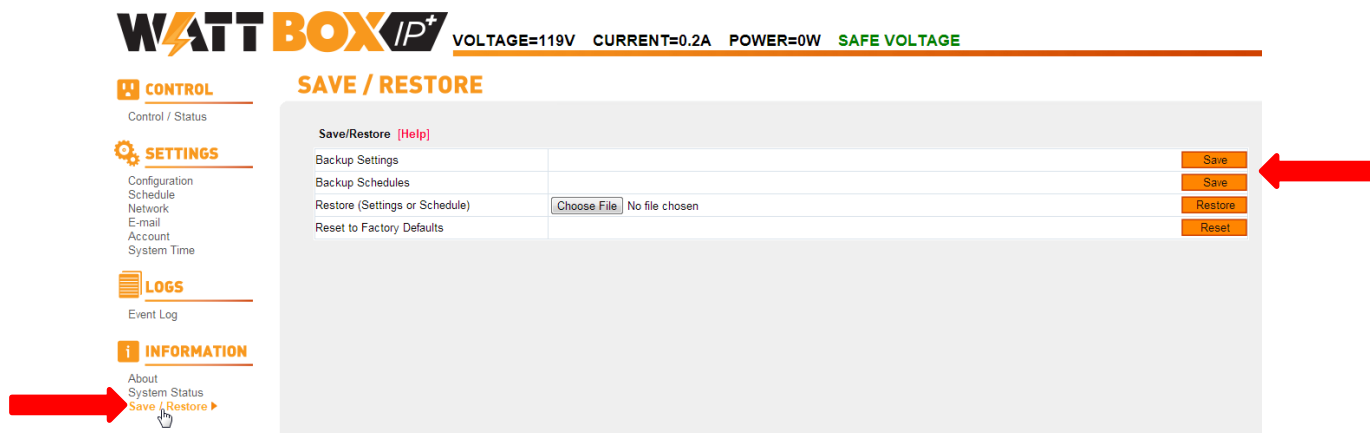 WATT BOX IP+ VOLTAGE=119V CURRENT=0.2A POWER=0W SAFE VOLTAGE
CONTROL
Control / Status
SETTINGS
Configuration
Schedule
Network
E-mail
Account
System Time
LOGS
Event Log
i INFORMATION
About
System Status
Save / Restore
SAVE / RESTORE
Save/Restore [Help]
Backup Settings Save
Backup Schedules Save
Restore (Settings or Schedule) Choose File No file chosen Restore
Reset to Factory Defaults Reset